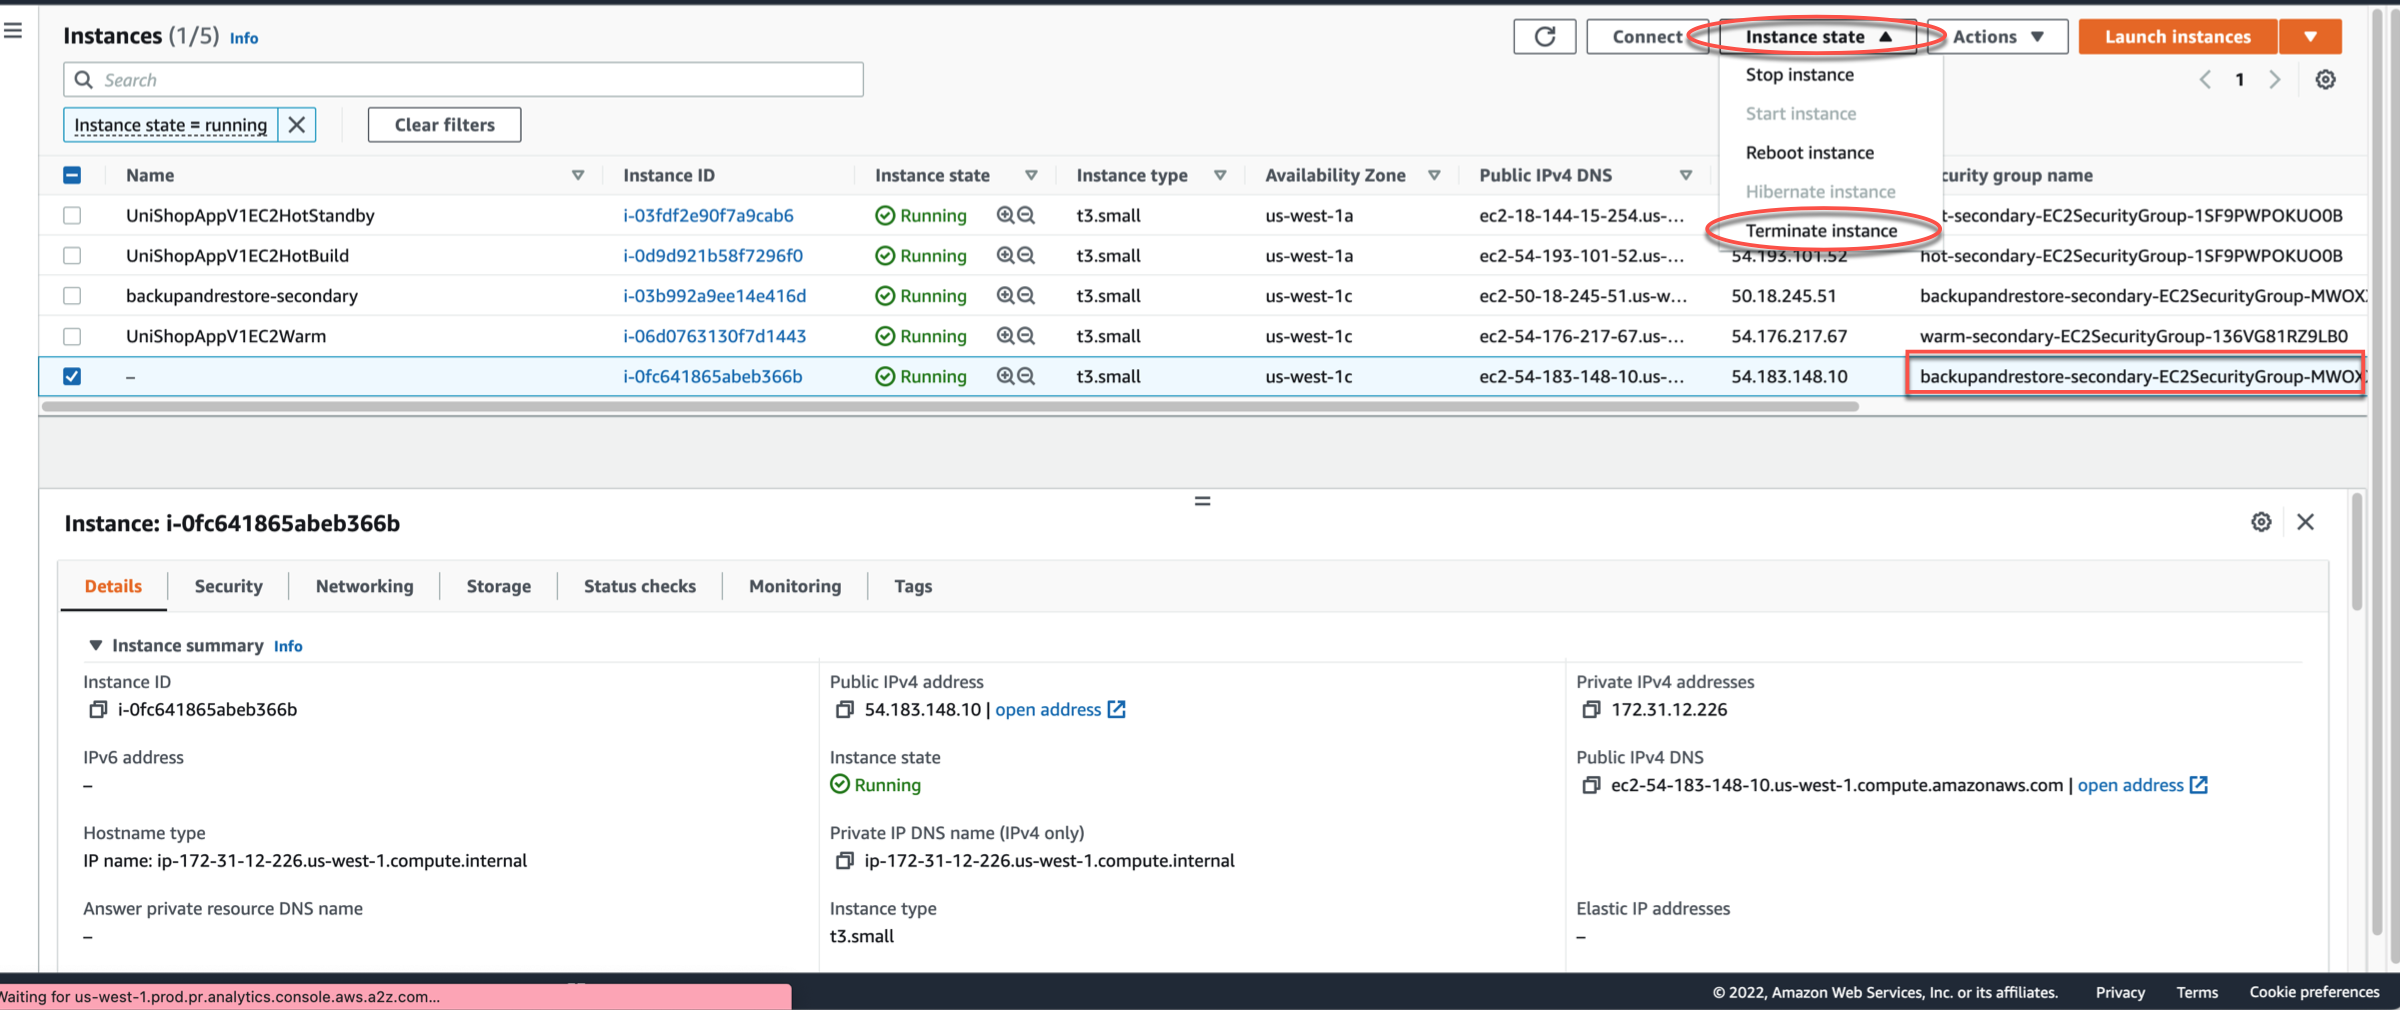 Instances (1/5) Info
Connect
Instance state
Actions
Launch instances
Search
Stop instance
1
Instance state = running
Clear filters
Start instance
Reboot instance
Name Instance ID Instance state Instance type Availability Zone Public IPv4 DNS curity group name
Hibernate instance
UniShopAppV1EC2HotStandby i-03fdf2e90f7a9cab6 Running t3.small us-west-1a ec2-18-144-15-254.us-... t-secondary-EC2SecurityGroup-1SF9PWPOKUO0B
Terminate instance
UniShopAppV1EC2HotBuild i-0d9d921b58f7296f0 Running t3.small us-west-1a ec2-54-193-101-52.us-... 54.193.101.52 hot-secondary-EC2SecurityGroup-1SF9PWPOKUO0B
backupandrestore-secondary i-03b992a9ee14e416d Running t3.small us-west-1c ec2-50-18-245-51.us-w... 50.18.245.51 backupandrestore-secondary-EC2SecurityGroup-MWOX
UniShopAppV1EC2Warm i-06d0763130f7d1443 Running t3.small us-west-1c ec2-54-176-217-67.us-... 54.176.217.67 warm-secondary-EC2SecurityGroup-136VG81RZ9LB0
– i-0fc641865abeb366b Running t3.small us-west-1c ec2-54-183-148-10.us-... 54.183.148.10 backupandrestore-secondary-EC2SecurityGroup-MWOX
Instance: i-0fc641865abeb366b
Details Security Networking Storage Status checks Monitoring Tags
Instance summary Info
Instance ID
i-0fc641865abeb366b
Public IPv4 address
54.183.148.10 | open address
Private IPv4 addresses
172.31.12.226
IPv6 address
–
Instance state
Running
Public IPv4 DNS
ec2-54-183-148-10.us-west-1.compute.amazonaws.com | open address
Hostname type
IP name: ip-172-31-12-226.us-west-1.compute.internal
Private IP DNS name (IPv4 only)
ip-172-31-12-226.us-west-1.compute.internal
Answer private resource DNS name
–
Instance type
t3.small
Elastic IP addresses
–
Waiting for us-west-1.prod.pr.analytics.console.aws.a2z.com...
© 2022, Amazon Web Services, Inc. or its affiliates. Privacy Terms Cookie preferences